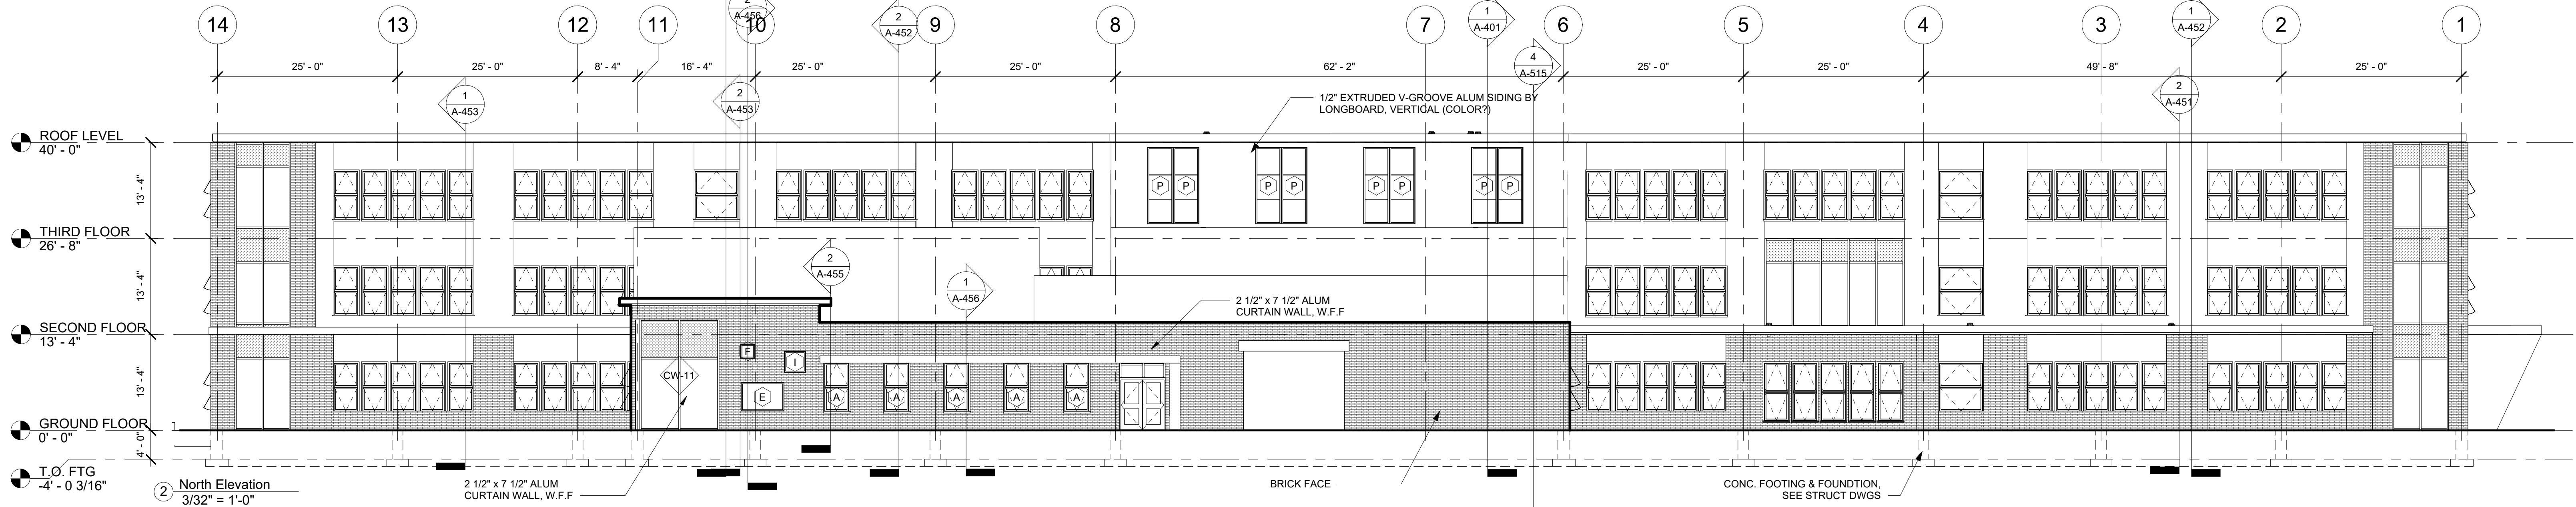 2
A-456
14
13
12
11
10
2
A-452
9
8
7
1
A-401
6
5
4
3
1
A-452
2
1
25' - 0"
25' - 0"
8' - 4"
16' - 4"
25' - 0"
25' - 0"
62' - 2"
4
A-515
25' - 0"
25' - 0"
49' - 8"
25' - 0"
1
A-453
2
A-453
2
A-451
1/2" EXTRUDED V-GROOVE ALUM SIDING BY
LONGBOARD, VERTICAL (COLOR?)
ROOF LEVEL
40' - 0"
13' - 4"
P
P
P
P
P
P
P
P
THIRD FLOOR
26' - 8"
13' - 4"
2
A-455
1
A-456
2 1/2" x 7 1/2" ALUM
CURTAIN WALL, W.F.F
SECOND FLOOR
13' - 4"
13' - 4"
F
I
CW-11
E
A
A
A
A
A
GROUND FLOOR
0' - 0"
4' - 0"
T.O. FTG
-4' - 0 3/16"
2
North Elevation
3/32" = 1'-0"
2 1/2" x 7 1/2" ALUM
CURTAIN WALL, W.F.F
BRICK FACE
CONC. FOOTING & FOUNDTION,
SEE STRUCT DWGS